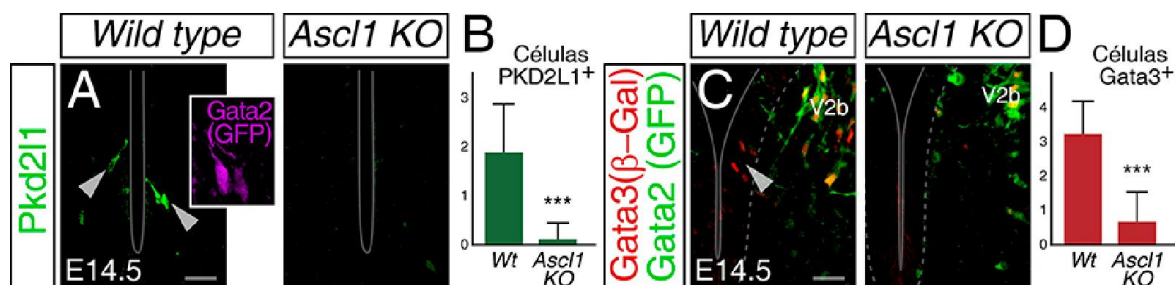 Wild type
Ascl1 KO
Pkd2l1
A
Gata2
(GFP)
E14.5
B
Células
PKD2L1+
3
2
1
0
***
Wt
Ascl1
KO
Wild type
Ascl1 KO
Gata3(β–Gal)
Gata2 (GFP)
C
V2b
E14.5
V2b
D
Células
Gata3+
4
3
2
1
0
***
Wt
Ascl1
KO